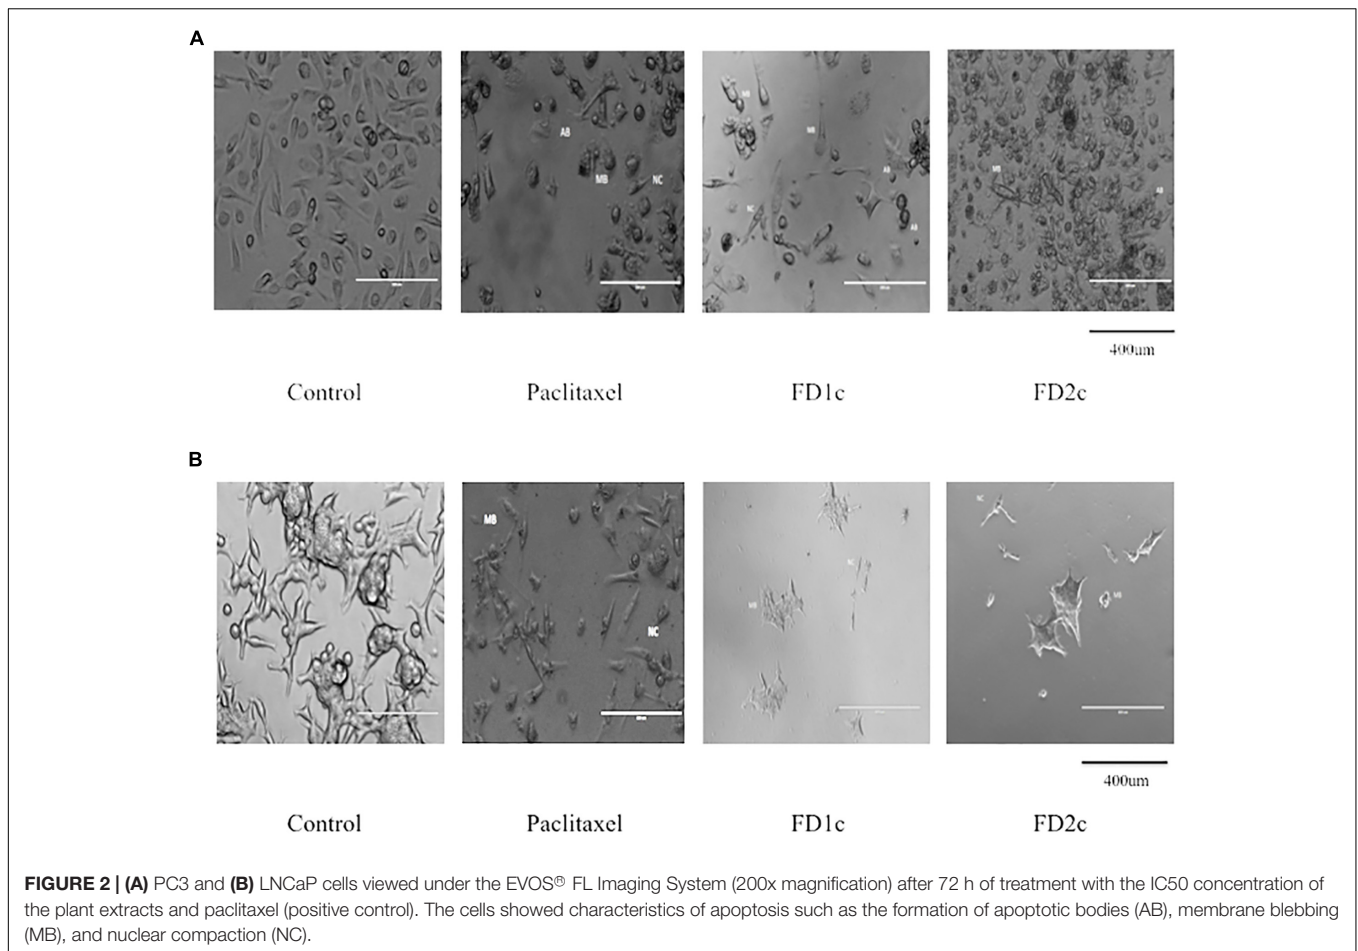 A
AB
MB
NC
MB
MB
AB
NC
AB
MB
AB
400um
Control Paclitaxel FD1c FD2c
B
MB
NC
NC
MB
NC
MB
400um
Control Paclitaxel FD1c FD2c
FIGURE 2 | (A) PC3 and (B) LNCaP cells viewed under the EVOS® FL Imaging System (200x magnification) after 72 h of treatment with the IC50 concentration of
the plant extracts and paclitaxel (positive control). The cells showed characteristics of apoptosis such as the formation of apoptotic bodies (AB), membrane blebbing
(MB), and nuclear compaction (NC).